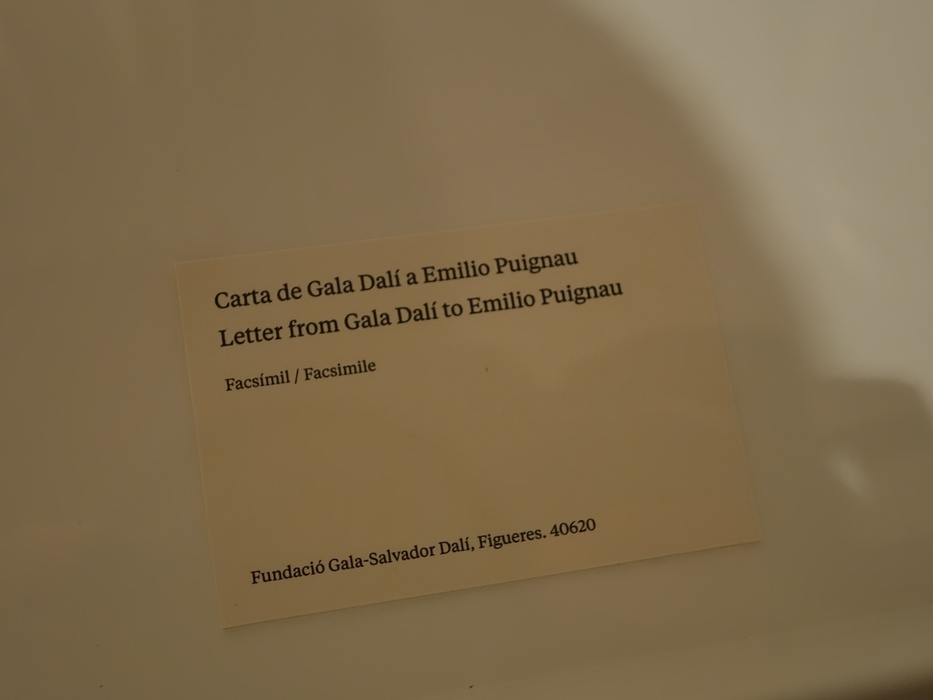 Carta de Gala Dalí a Emilio Puignau
Letter from Gala Dalí to Emilio Puignau
Facsímil / Facsimile
Fundació Gala-Salvador Dalí, Figueres. 40620